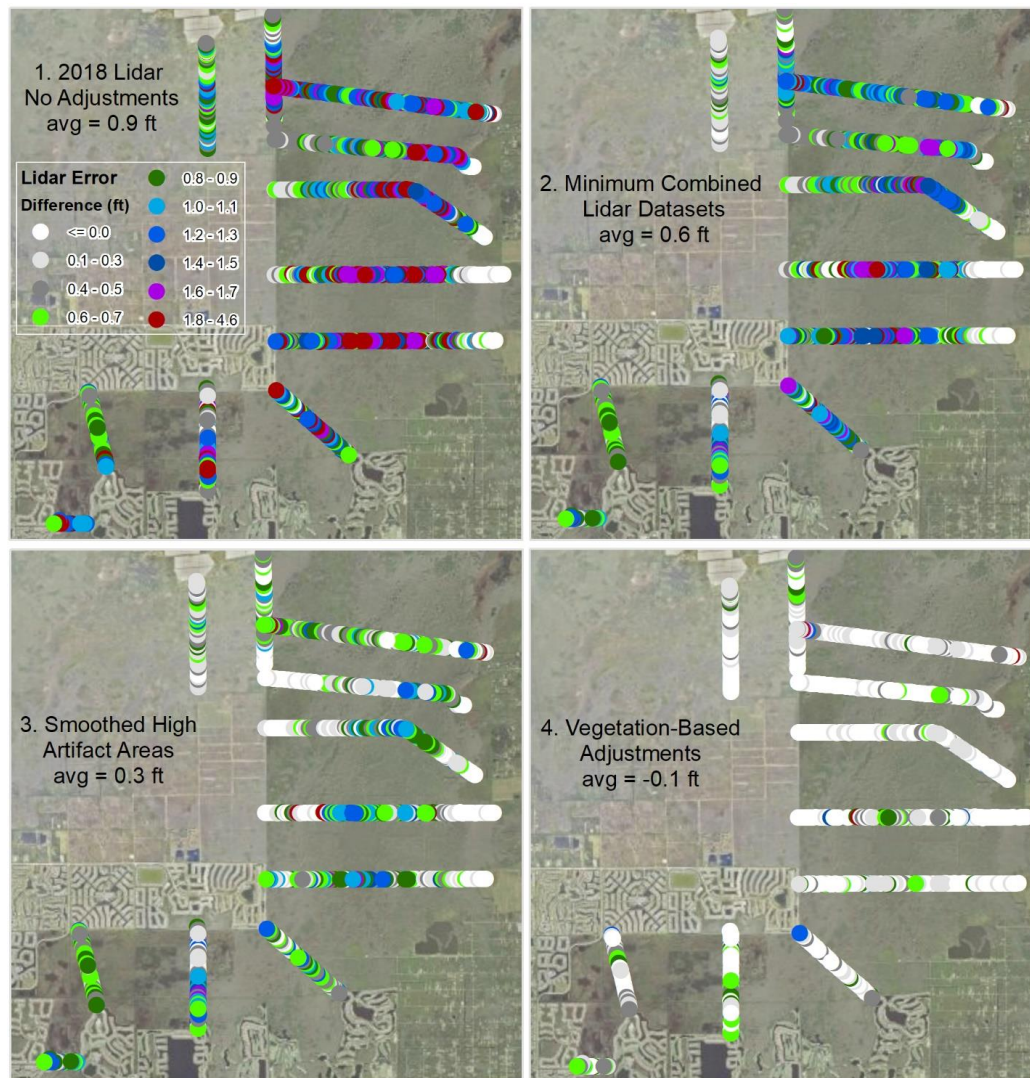 1. 2018 Lidar
No Adjustments
avg = 0.9 ft
Lidar Error
Difference (ft)
<= 0.0
0.1 - 0.3
0.4 - 0.5
0.6 - 0.7
0.8 - 0.9
1.0 - 1.1
1.2 - 1.3
1.4 - 1.5
1.6 - 1.7
1.8 - 4.6
2. Minimum Combined
Lidar Datasets
avg = 0.6 ft
3. Smoothed High
Artifact Areas
avg = 0.3 ft
4. Vegetation-Based
Adjustments
avg = -0.1 ft